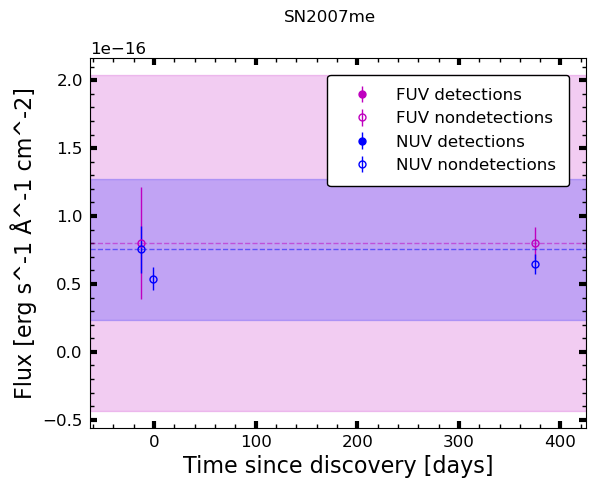 SN2007me
1e−16
2.0
1.5
1.0
0.5
0.0
−0.5
Flux [erg s^-1 Å^-1 cm^-2]
FUV detections
FUV nondetections
NUV detections
NUV nondetections
0 100 200 300 400
Time since discovery [days]